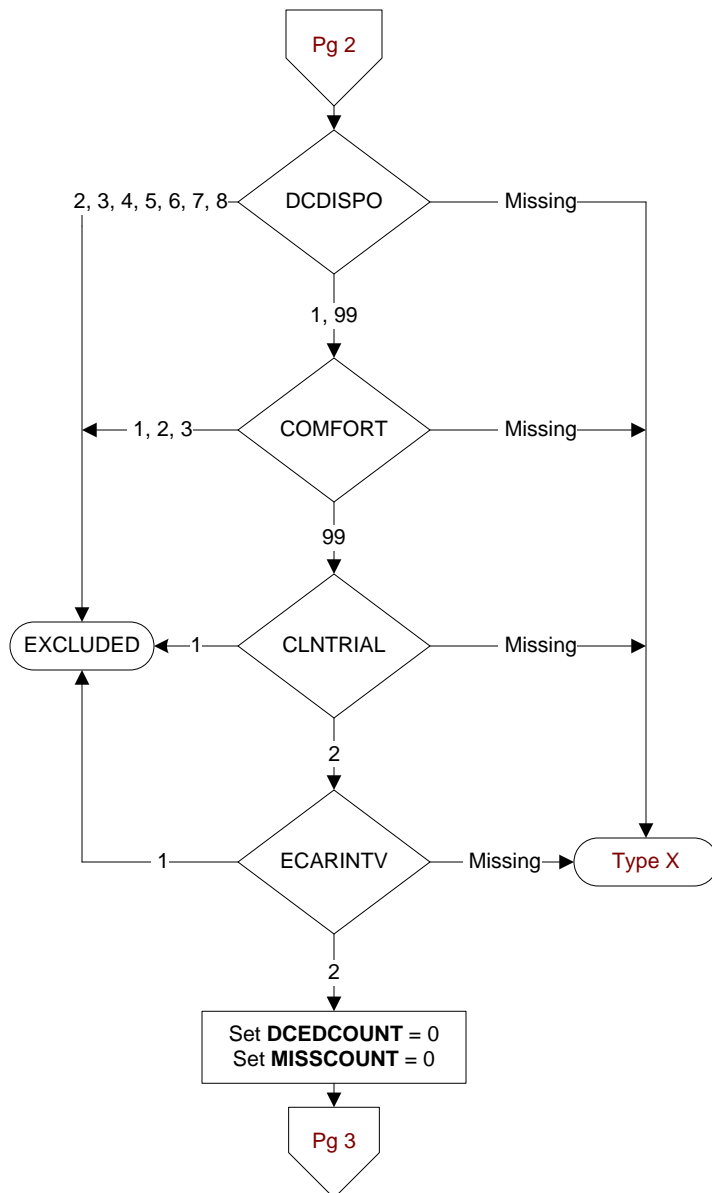 Pg 2
DCDISPO
2, 3, 4, 5, 6, 7, 8
Missing
1, 99
COMFORT
1, 2, 3
Missing
99
CLNTRIAL
EXCLUDED
1
Missing
2
ECARINTV
1
Missing
Type X
2
Set DCEDCOUNT = 0
Set MISSCOUNT = 0
Pg 3